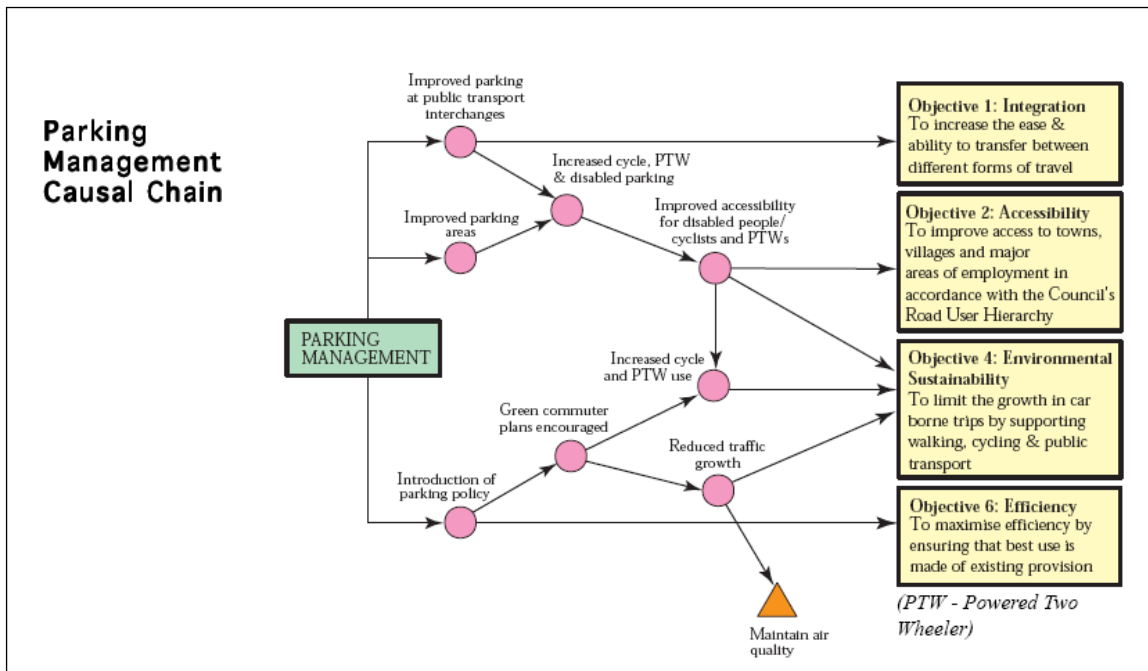 Parking
Management
Causal Chain
Improved parking
at public transport
interchanges
Increased cycle, PTW
& disabled parking
Improved parking
areas
Improved accessibility
for disabled people/
cyclists and PTWs
PARKING
MANAGEMENT
Increased cycle
and PTW use
Green commuter
plans encouraged
Reduced traffic
growth
Introduction of
parking policy
Maintain air
quality
Objective 1: Integration
To increase the ease &
ability to transfer between
different forms of travel
Objective 2: Accessibility
To improve access to towns,
villages and major
areas of employment in
accordance with the Council's
Road User Hierarchy
Objective 4: Environmental
Sustainability
To limit the growth in car
borne trips by supporting
walking, cycling & public
transport
Objective 6: Efficiency
To maximise efficiency by
ensuring that best use is
made of existing provision
(PTW - Powered Two
Wheeler)